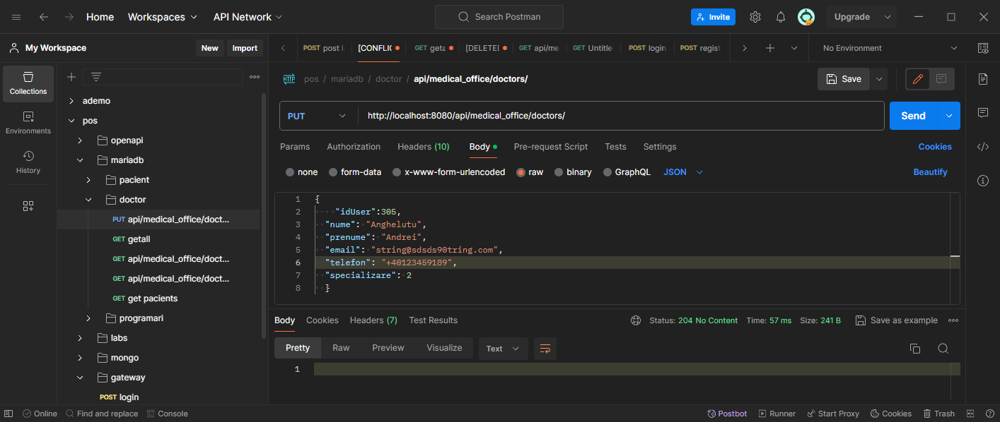 Home Workspaces API Network Search Postman Invite Upgrade
My Workspace New Import POST post [CONFLIC GET geta [DELETE GET api/me GET Untitle POST login POST regist No Environment
Collections
Environments
History
ademo
pos
openapi
mariadb
pacient
doctor
PUT api/medical_office/doct...
GET getall
GET api/medical_office/doct...
GET api/medical_office/doct...
GET get pacients
programari
labs
mongo
gateway
POST login
HTTP pos / mariadb / doctor / api/medical_office/doctors/ Save
PUT http://localhost:8080/api/medical_office/doctors/ Send
Params Authorization Headers (10) Body Pre-request Script Tests Settings Cookies
none form-data x-www-form-urlencoded raw binary GraphQL JSON Beautify
1 {
2 "idUser":305,
3 "nume": "Anghelutu",
4 "prenume": "Andrei",
5 "email": "string@sdsds90tring.com",
6 "telefon": "+40123459189",
7 "specializare": 2
8 }
Body Cookies Headers (7) Test Results Status: 204 No Content Time: 57 ms Size: 241 B Save as example
Pretty Raw Preview Visualize Text
1
Online Find and replace Console Postbot Runner Start Proxy Cookies Trash